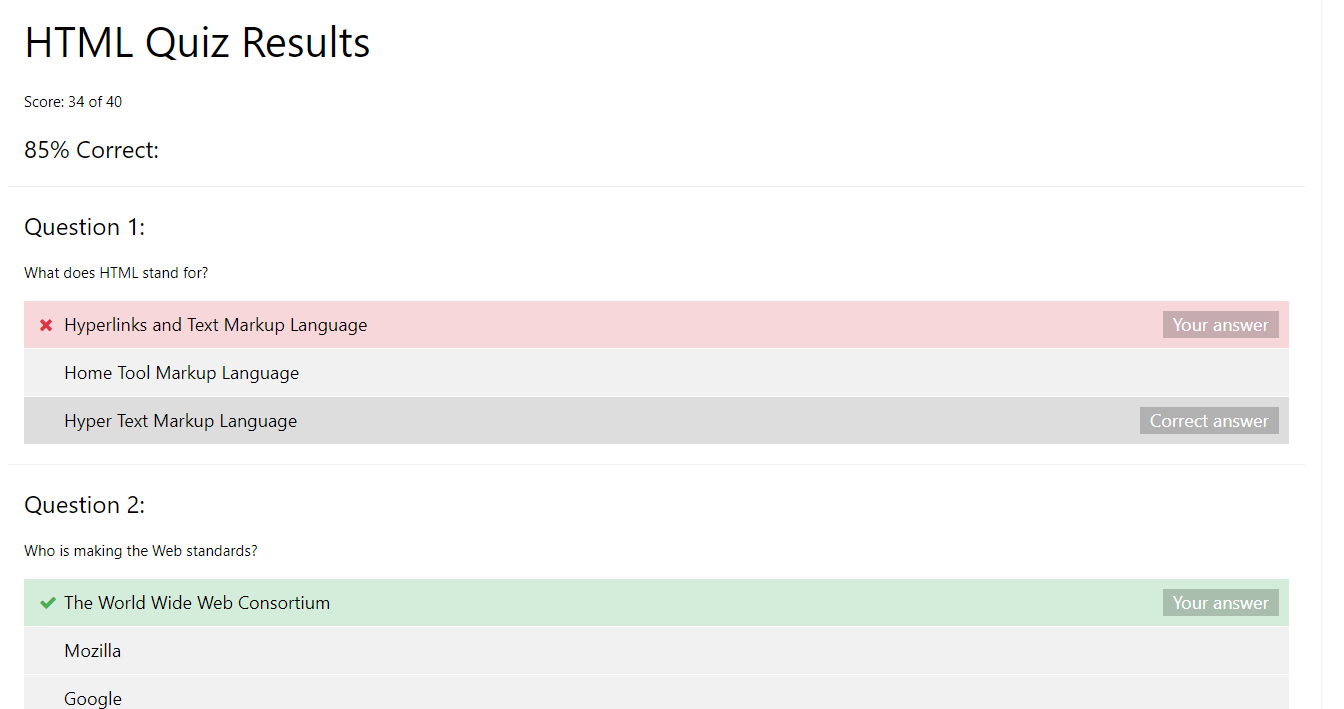 HTML Quiz Results
Score: 34 of 40
85% Correct:
Question 1:
What does HTML stand for?
Hyperlinks and Text Markup Language Your answer
Home Tool Markup Language
Hyper Text Markup Language Correct answer
Question 2:
Who is making the Web standards?
The World Wide Web Consortium Your answer
Mozilla
Google